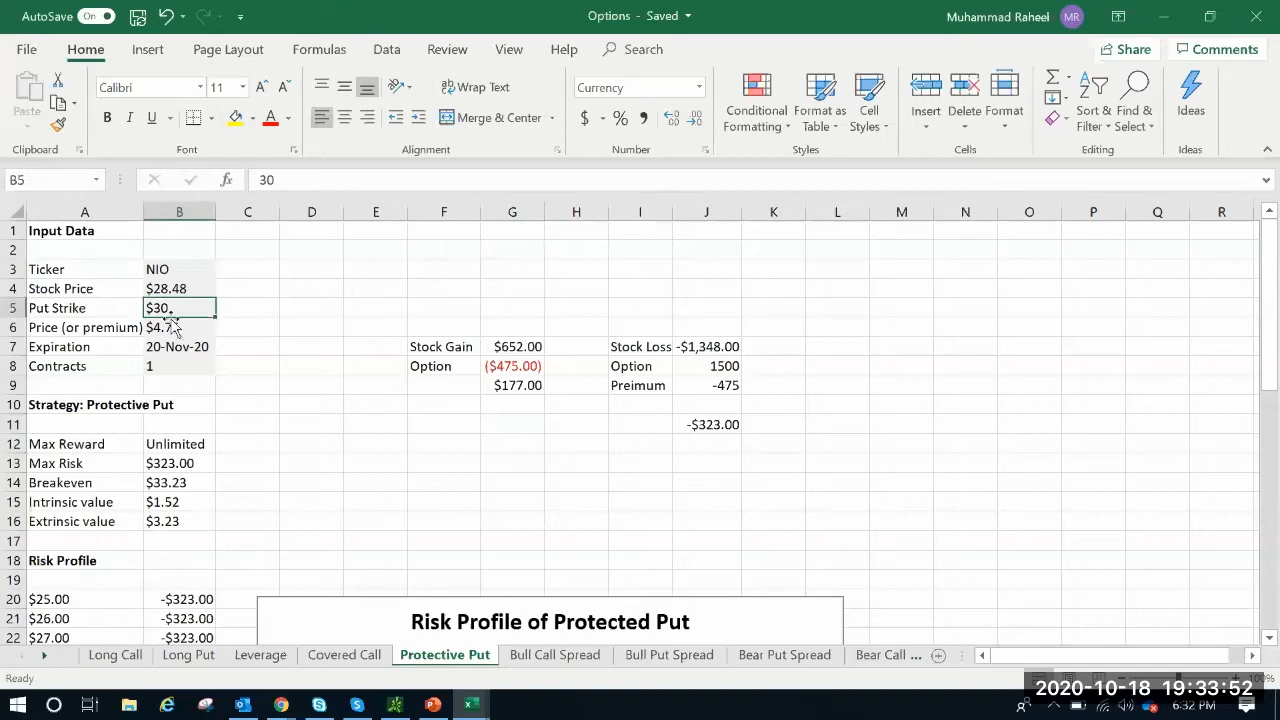 AutoSave On Options - Saved Muhammad Raheel MR
File Home Insert Page Layout Formulas Data Review View Help Search Share Comments
Paste Calibri 11 Wrap Text Merge & Center Currency $ % Conditional Formatting Format as Table Cell Styles Insert Delete Format Sort & Filter Find & Select Ideas
Clipboard Font Alignment Number Styles Cells Editing Ideas
B5 fx 30
A B C D E F G H I J K L M N O P Q R
1 Input Data
2
3 Ticker NIO
4 Stock Price $28.48
5 Put Strike $30
6 Price (or premium) $4.7
7 Expiration 20-Nov-20 Stock Gain $652.00 Stock Loss -$1,348.00
8 Contracts 1 Option ($475.00) Option 1500
9 $177.00 Preimum -475
10 Strategy: Protective Put
11 -$323.00
12 Max Reward Unlimited
13 Max Risk $323.00
14 Breakeven $33.23
15 Intrinsic value $1.52
16 Extrinsic value $3.23
17
18 Risk Profile
19
20 $25.00 -$323.00
21 $26.00 -$323.00 Risk Profile of Protected Put
22 $27.00 -$323.00
Long Call Long Put Leverage Covered Call Protective Put Bull Call Spread Bull Put Spread Bear Put Spread Bear Call ...
Ready 100%
2020-10-18 19:33:52
6:32 PM